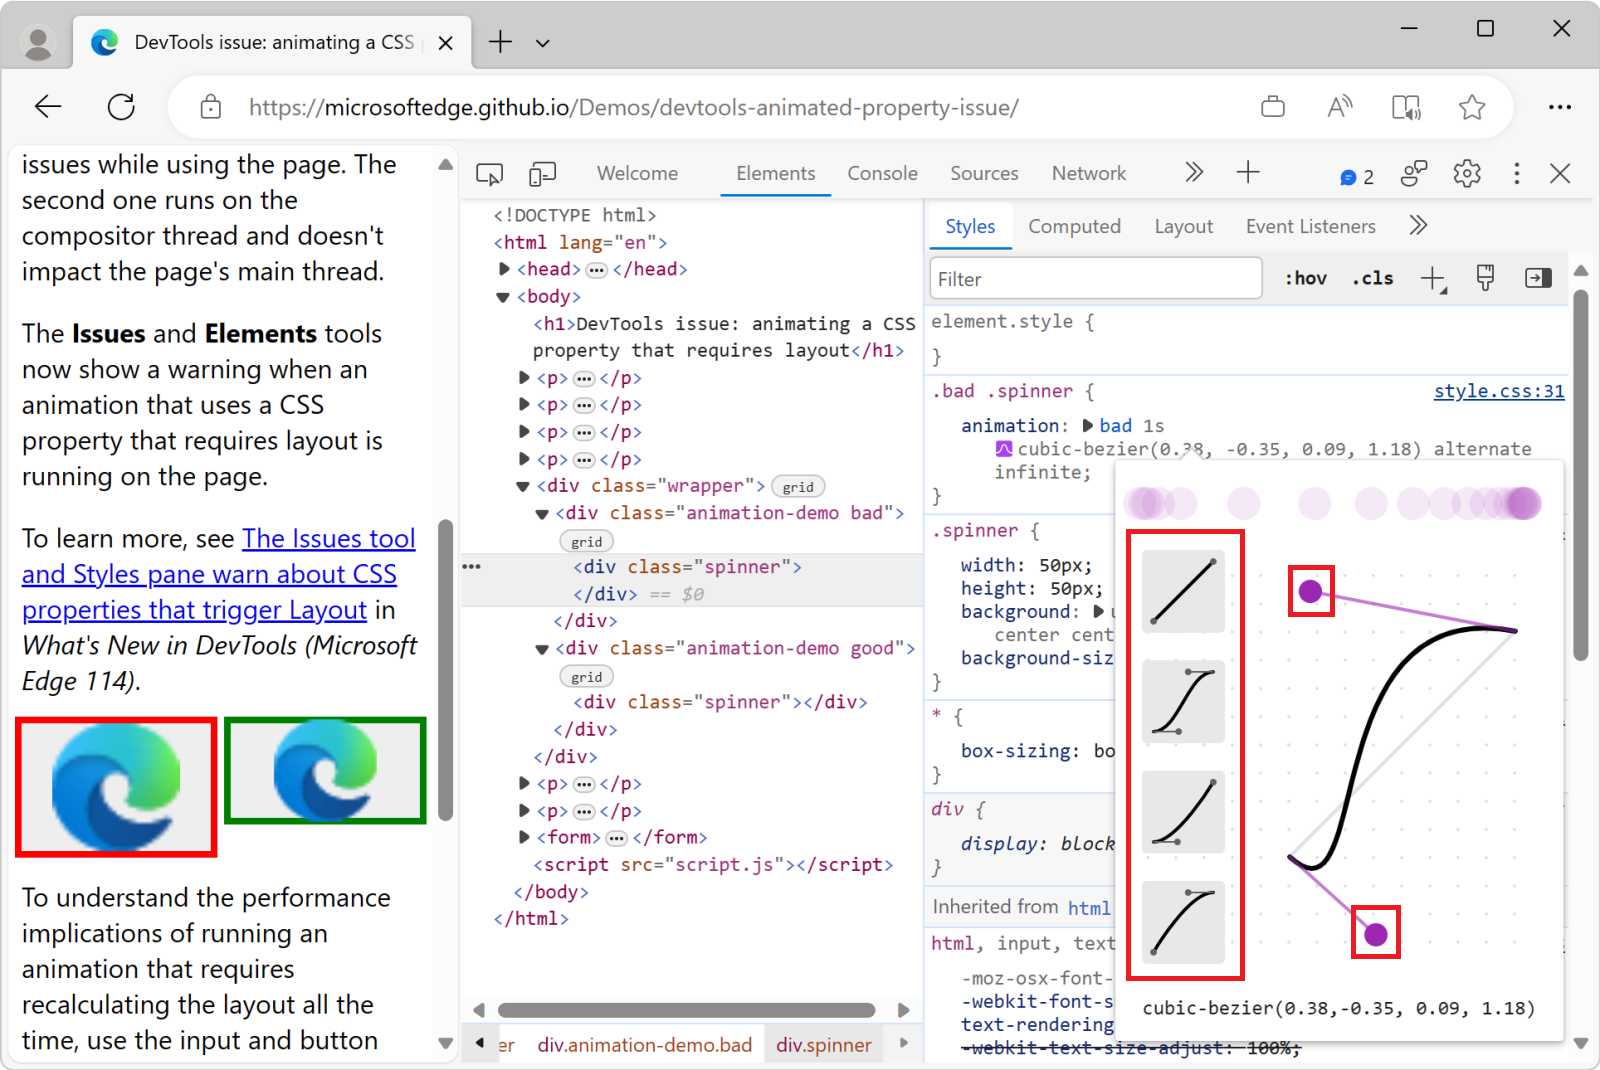 DevTools issue: animating a CSS
https://microsoftedge.github.io/Demos/devtools-animated-property-issue/
issues while using the page. The
second one runs on the
compositor thread and doesn't
impact the page's main thread.
The Issues and Elements tools
now show a warning when an
animation that uses a CSS
property that requires layout is
running on the page.
To learn more, see The Issues tool
and Styles pane warn about CSS
properties that trigger Layout in
What's New in DevTools (Microsoft
Edge 114).
To understand the performance
implications of running an
animation that requires
recalculating the layout all the
time, use the input and button
Welcome Elements Console Sources Network 2
<!DOCTYPE html>
<html lang="en">
<head> ••• </head>
<body>
<h1>DevTools issue: animating a CSS
property that requires layout</h1>
<p> ••• </p>
<p> ••• </p>
<p> ••• </p>
<p> ••• </p>
<div class="wrapper"> grid
<div class="animation-demo bad">
grid
••• <div class="spinner">
</div> == $0
</div>
<div class="animation-demo good">
grid
<div class="spinner"></div>
</div>
</div>
<p> ••• </p>
<p> ••• </p>
<form> ••• </form>
<script src="script.js"></script>
</body>
</html>
er div.animation-demo.bad div.spinner
Styles Computed Layout Event Listeners
Filter :hov .cls
element.style {
}
.bad .spinner { style.css:31
animation: bad 1s
cubic-bezier(0.38, -0.35, 0.09, 1.18) alternate
infinite;
}
.spinner {
width: 50px;
height: 50px;
background:
center cent
background-siz
}
* {
box-sizing: bo
}
div {
display: block
}
Inherited from html
html, input, text
-moz-osx-font-
-webkit-font-s
text-rendering
-webkit-text-size-adjust: 100%;
cubic-bezier(0.38,-0.35, 0.09, 1.18)